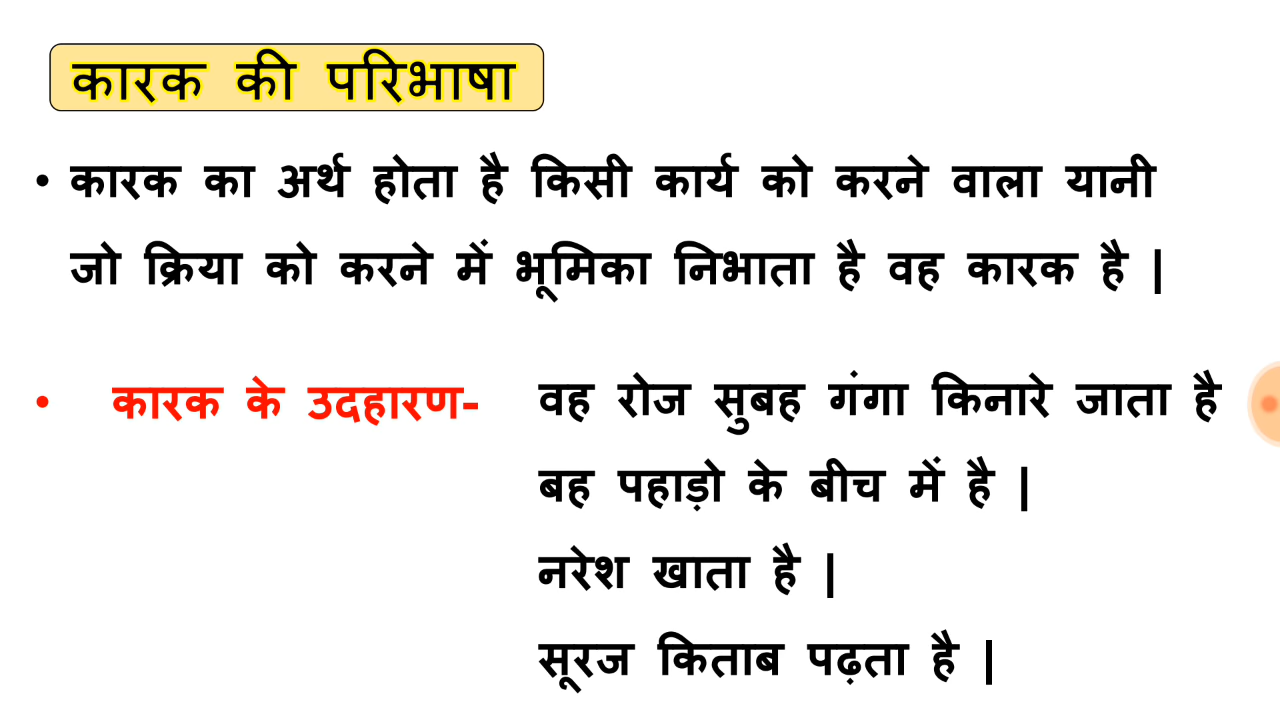 कारक की परिभाषा
• कारक का अर्थ होता है किसी कार्य को करने वाला यानी
जो क्रिया को करने में भूमिका निभाता है वह कारक है |
• कारक के उदहारण- वह रोज सुबह गंगा किनारे जाता है
बह पहाड़ो के बीच में है |
नरेश खाता है |
सूरज किताब पढ़ता है |